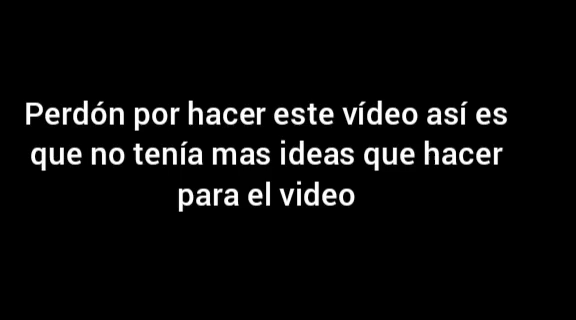 Perdón por hacer este vídeo así es
que no tenía mas ideas que hacer
para el video